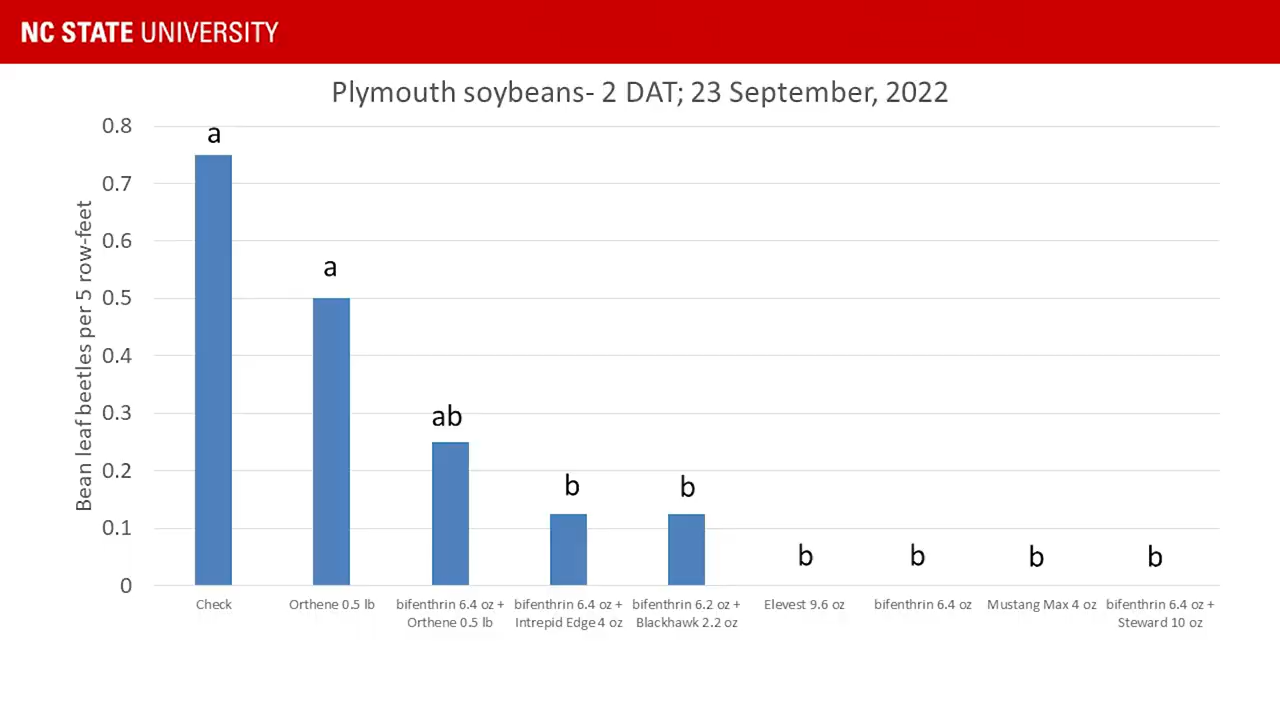 NC STATE UNIVERSITY
Plymouth soybeans- 2 DAT; 23 September, 2022
Bean leaf beetles per 5 row-feet
0.8
0.7
0.6
0.5
0.4
0.3
0.2
0.1
0
a
a
ab
b
b
b
b
b
b
Check
Orthene 0.5 lb
bifenthrin 6.4 oz +
Orthene 0.5 lb
bifenthrin 6.4 oz +
Intrepid Edge 4 oz
bifenthrin 6.2 oz +
Blackhawk 2.2 oz
Elevest 9.6 oz
bifenthrin 6.4 oz
Mustang Max 4 oz
bifenthrin 6.4 oz +
Steward 10 oz